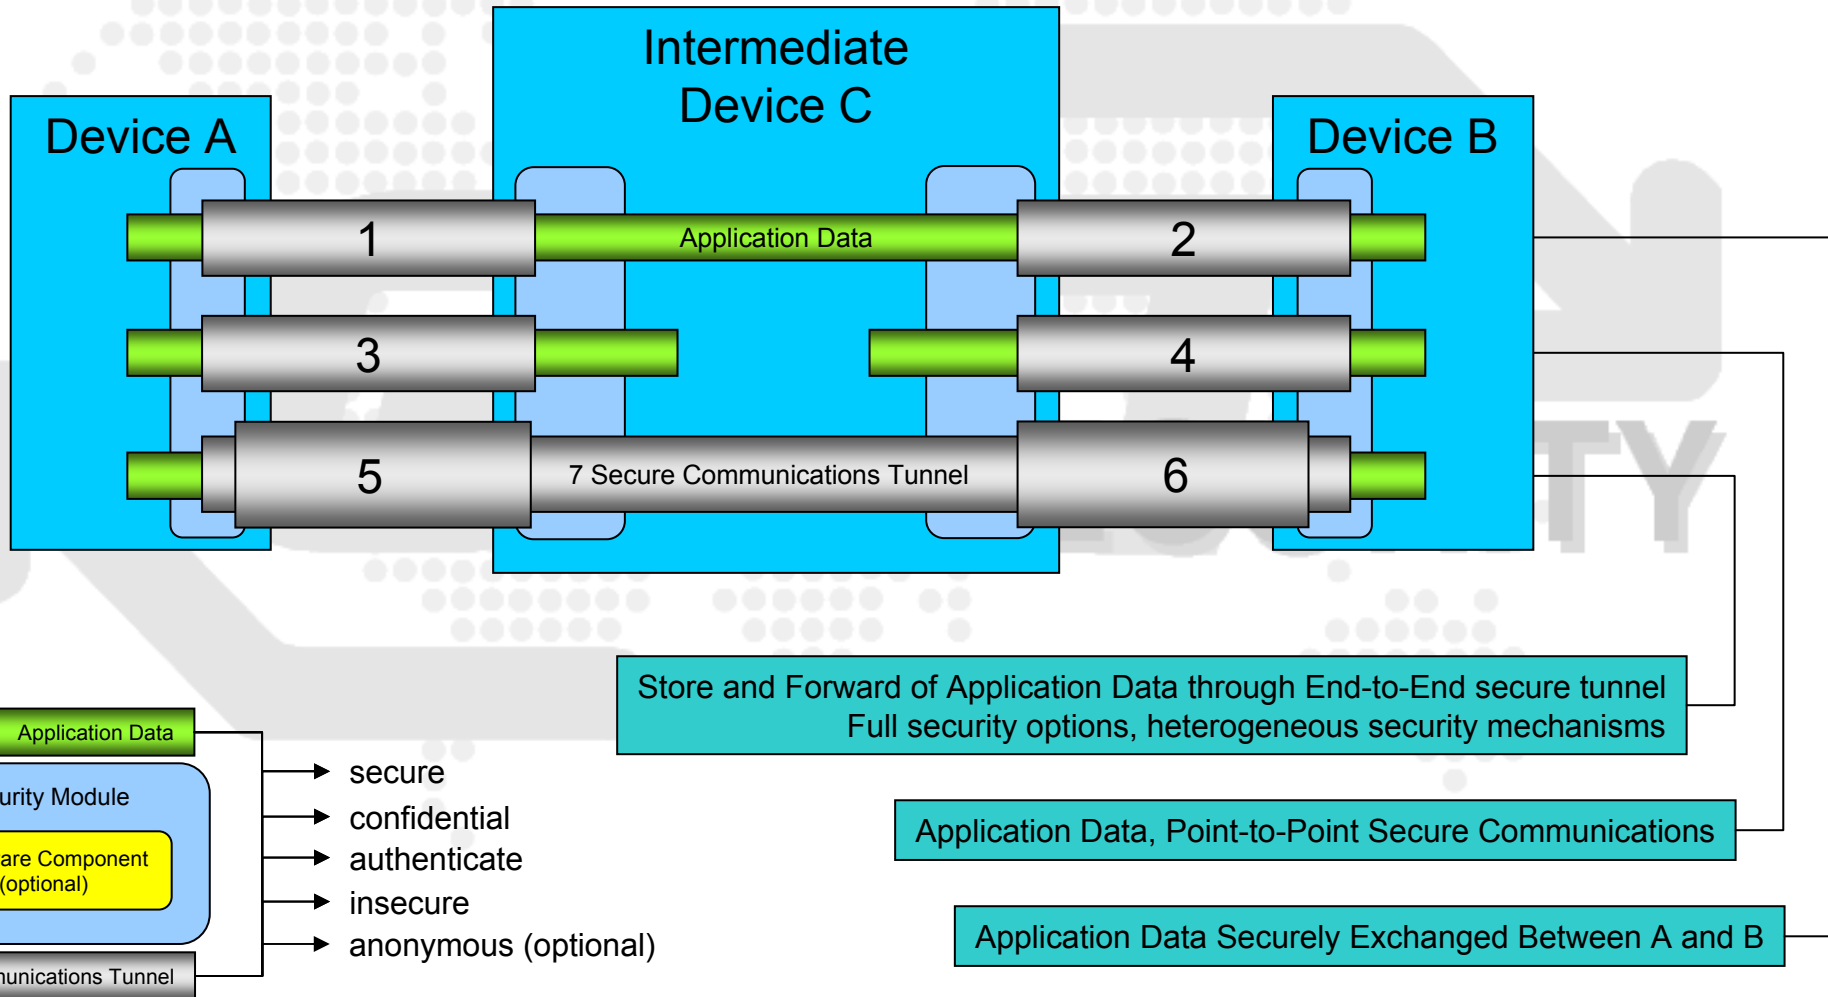 Intermediate
Device C
Device A
Device B
1
Application Data
2
3
4
5
7 Secure Communications Tunnel
6
TY
Store and Forward of Application Data through End-to-End secure tunnel
Full security options, heterogeneous security mechanisms
Application Data
secure
urity Module
confidential
Application Data, Point-to-Point Secure Communications
are Component
(optional)
authenticate
insecure
anonymous (optional)
Application Data Securely Exchanged Between A and B
munications Tunnel